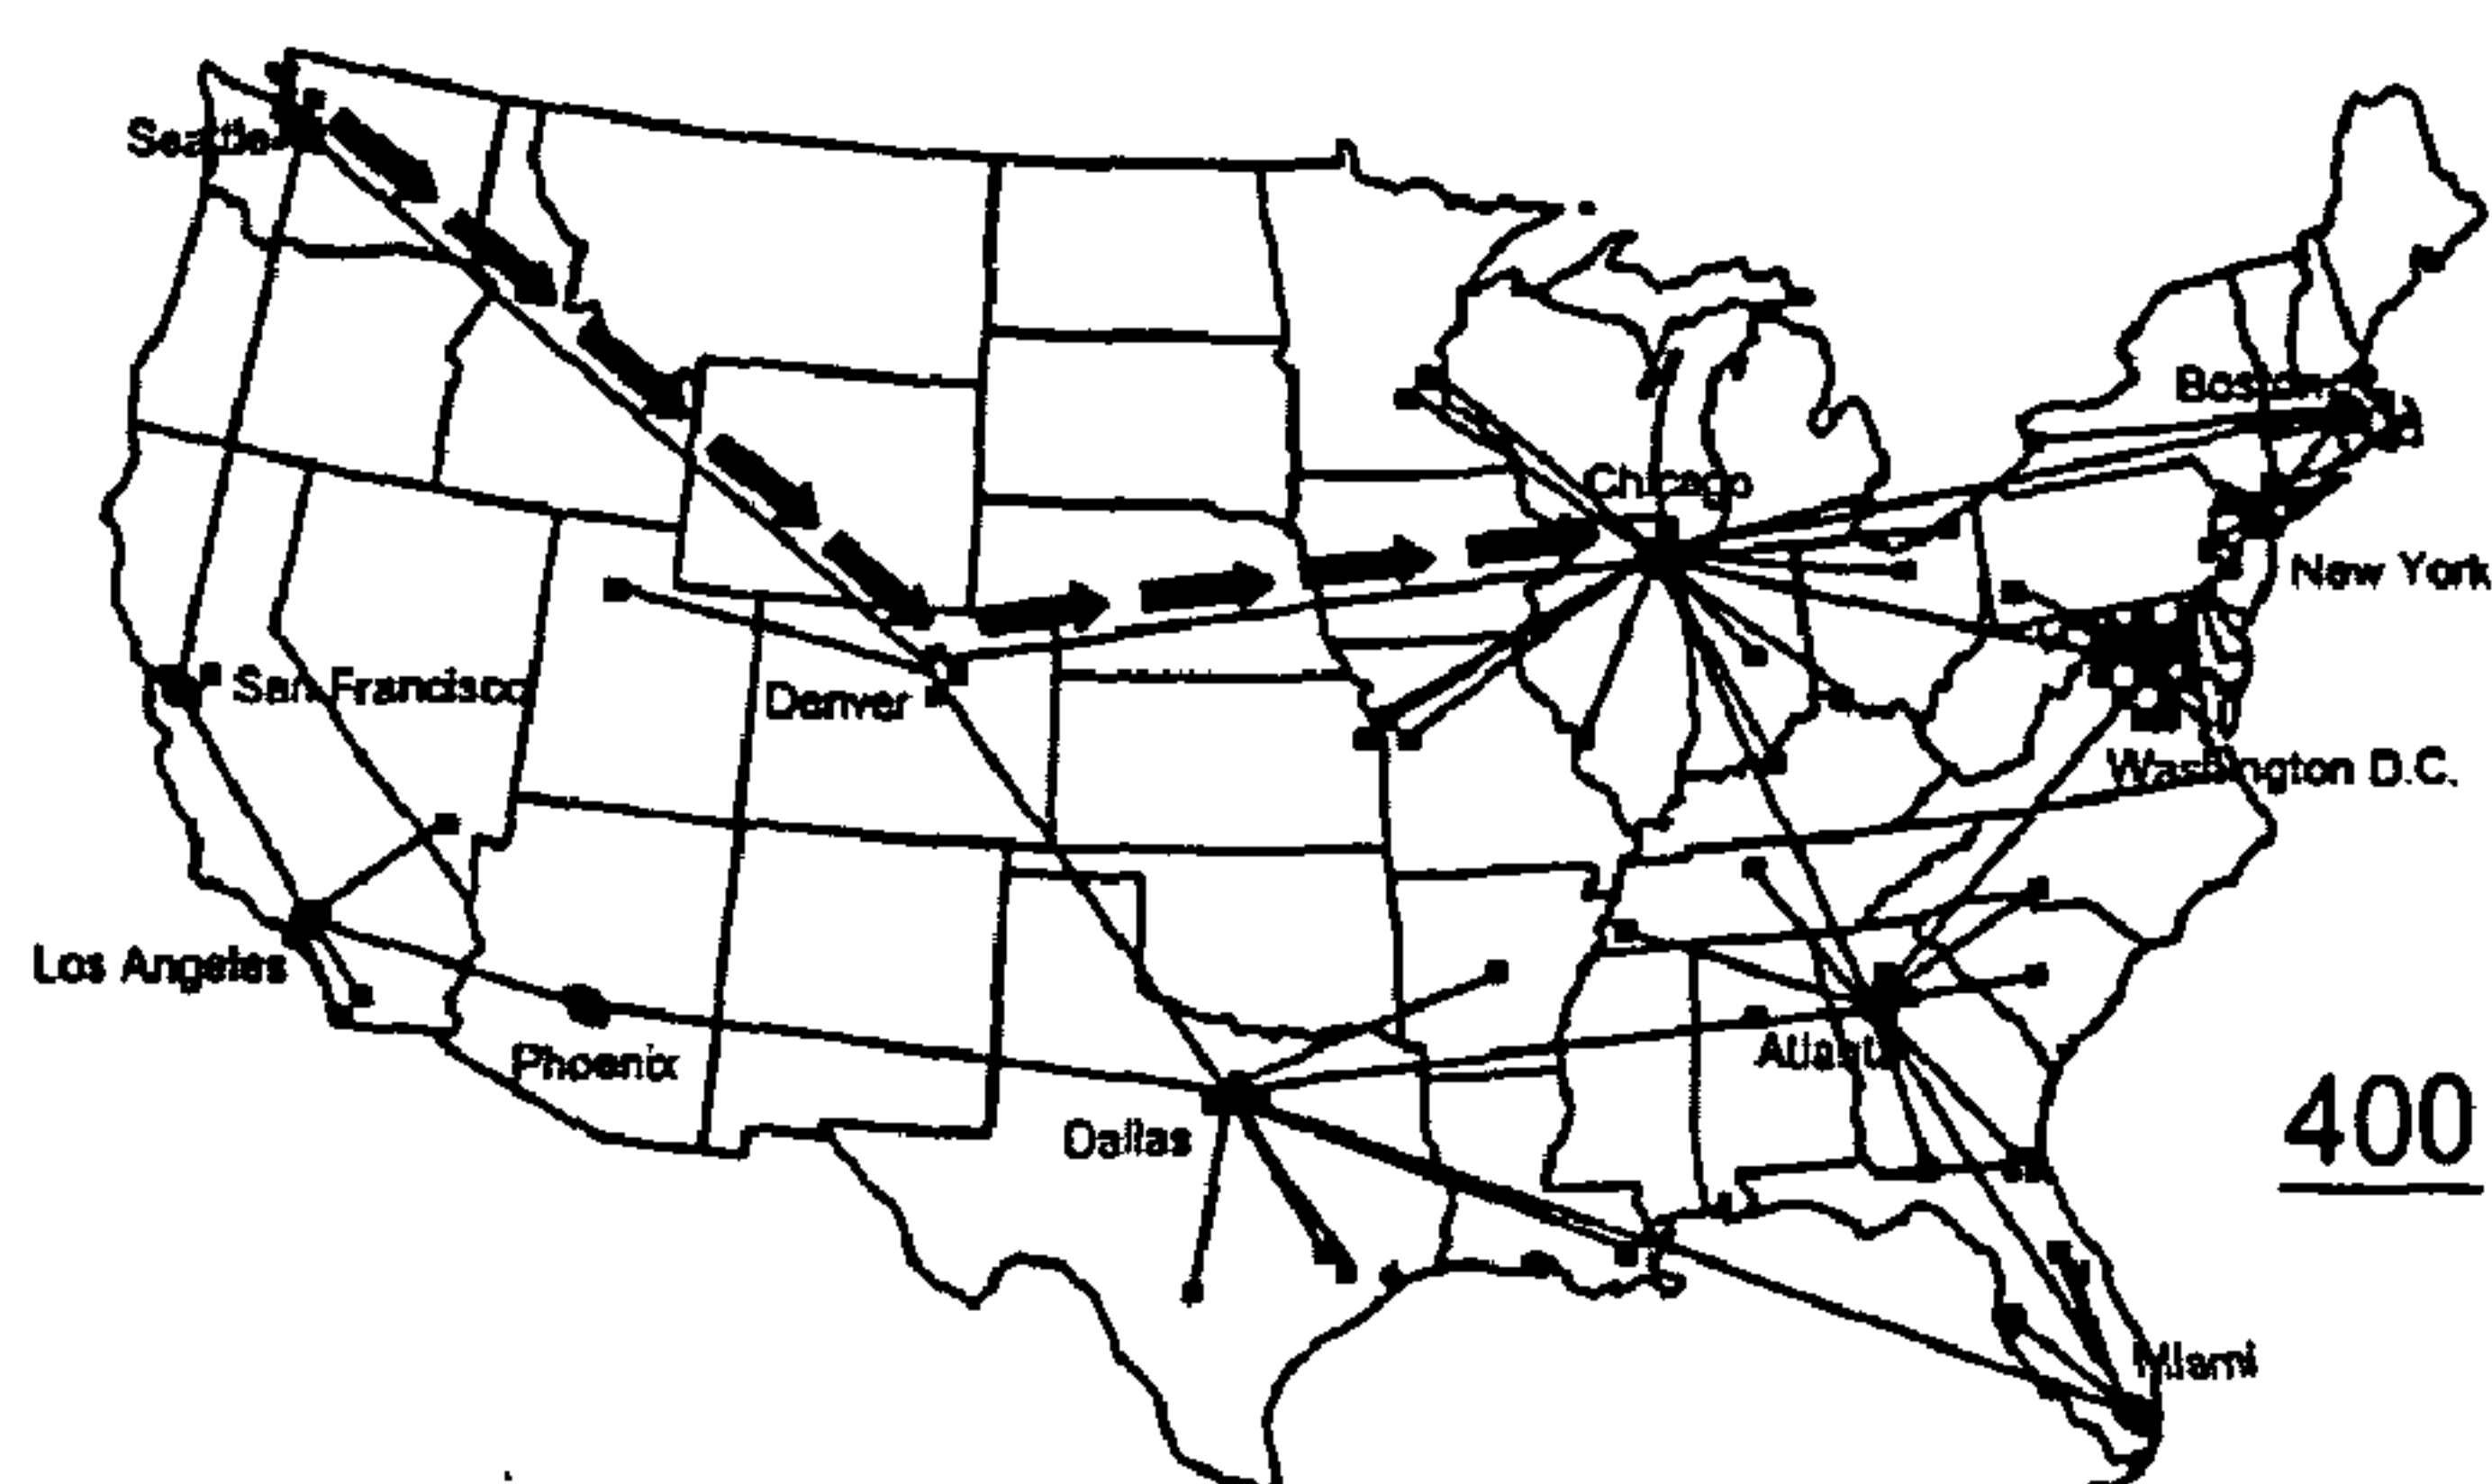 Seattle
Boston
Chicago
New York
San Francisco
Denver
Washington D.C.
Los Angeles
Phoenix
Atlanta
Dallas
400
Miami